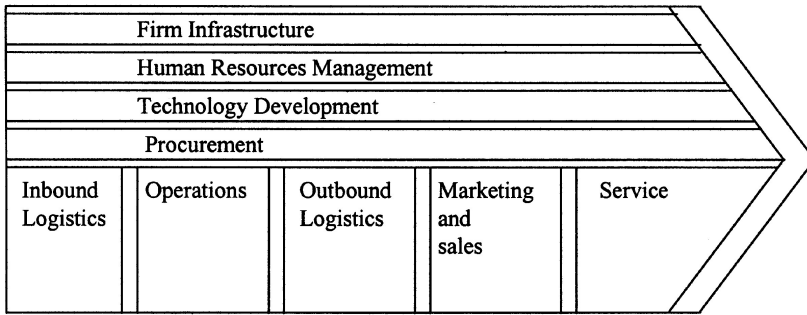 Firm Infrastructure
Human Resources Management
Technology Development
Procurement
Inbound
Logistics
Operations
Outbound
Logistics
Marketing
and
sales
Service